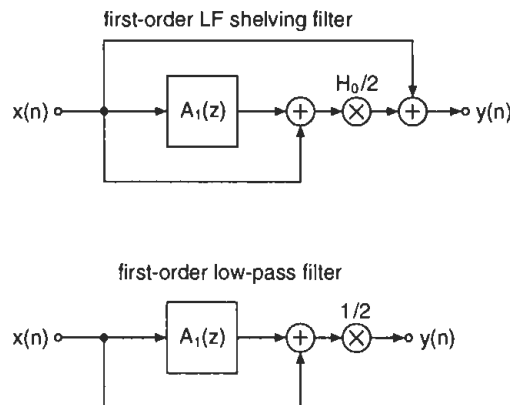 first-order LF shelving filter
H₀/2
x(n) A₁(z) + × + y(n)
first-order low-pass filter
1/2
x(n) A₁(z) + × y(n)